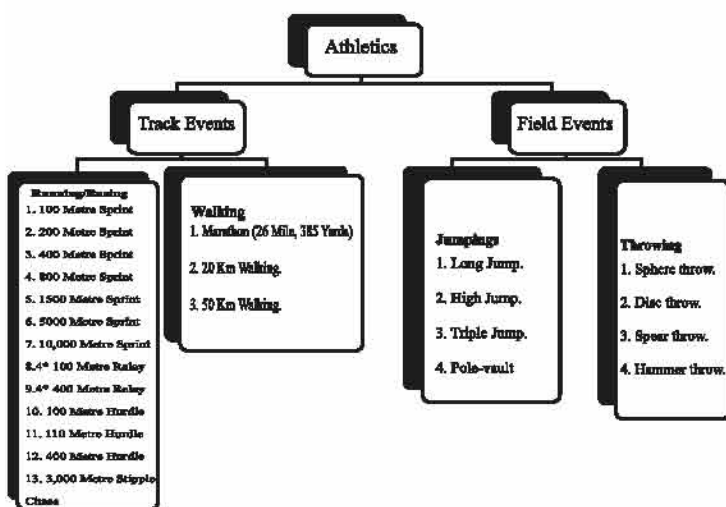 Athletics
Track Events
Field Events
Running/Racing
1. 100 Metre Sprint
2. 200 Metre Sprint
3. 400 Metre Sprint
4. 800 Metre Sprint
5. 1500 Metre Sprint
6. 5000 Metre Sprint
7. 10,000 Metre Sprint
8.4* 100 Metre Relay
9.4* 400 Metre Relay
10. 100 Metre Hurdle
11. 110 Metre Hurdle
12. 400 Metre Hurdle
13. 3,000 Metre Stipple
Chase
Walking
1. Marathon (26 Mile, 385 Yards)
2. 20 Km Walking.
3. 50 Km Walking.
Jumpings
1. Long Jump.
2. High Jump.
3. Triple Jump.
4. Pole-vault
Throwing
1. Sphere throw.
2. Disc throw.
3. Spear throw.
4. Hammer throw.